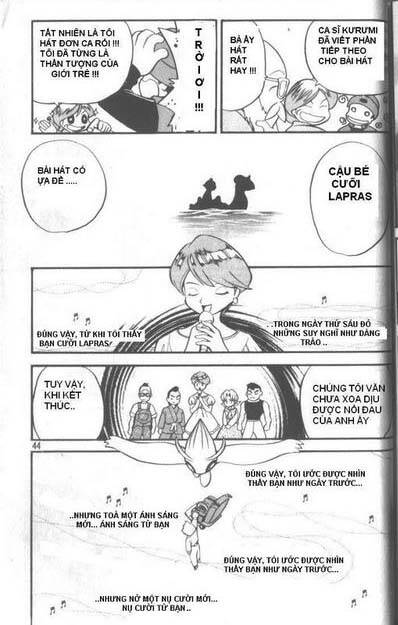 CA SĨ KURUMI
ĐÃ VIẾT PHẦN
TIẾP THEO
CHO BÀI HÁT
BÀ ẤY
HÁT
RẤT
HAY !!!
T
R
Ờ
I
Ơ
I
!!!
TẤT NHIÊN LÀ TÔI
HÁT ĐƠN CA RỒI !!!
TÔI ĐÃ TỪNG LÀ
THẦN TƯỢNG CỦA
GIỚI TRẺ !!!
CẬU BÉ
CƯỠI
LAPRAS
BÀI HÁT CÓ
TỰA ĐỀ .....
ĐÚNG VẬY, TỪ KHI TÔI THẤY
BẠN CƯỠI LAPRAS
..TRONG NGÀY THỨ SÁU ĐÓ
NHỮNG SUY NGHĨ NHƯ DÂNG
TRÀO ..
CHÚNG TÔI VẪN
CHƯA XOA DỊU
ĐƯỢC NỖI ĐAU
CỦA ANH ẤY
TUY VẬY,
KHI KẾT
THÚC..
44
ĐÚNG VẬY, TÔI ƯỚC ĐƯỢC NHÌN
THẤY BẠN NHƯ NGÀY TRƯỚC...
..NHƯNG TOẢ MỘT ÁNH SÁNG
MỚI... ÁNH SÁNG TỪ BẠN
ĐÚNG VẬY, TÔI ƯỚC ĐƯỢC NHÌN
THẤY BẠN NHƯ NGÀY TRƯỚC...
..NHƯNG NỞ MỘT NỤ CƯỜI MỚI...
NỤ CƯỜI TỪ BẠN..